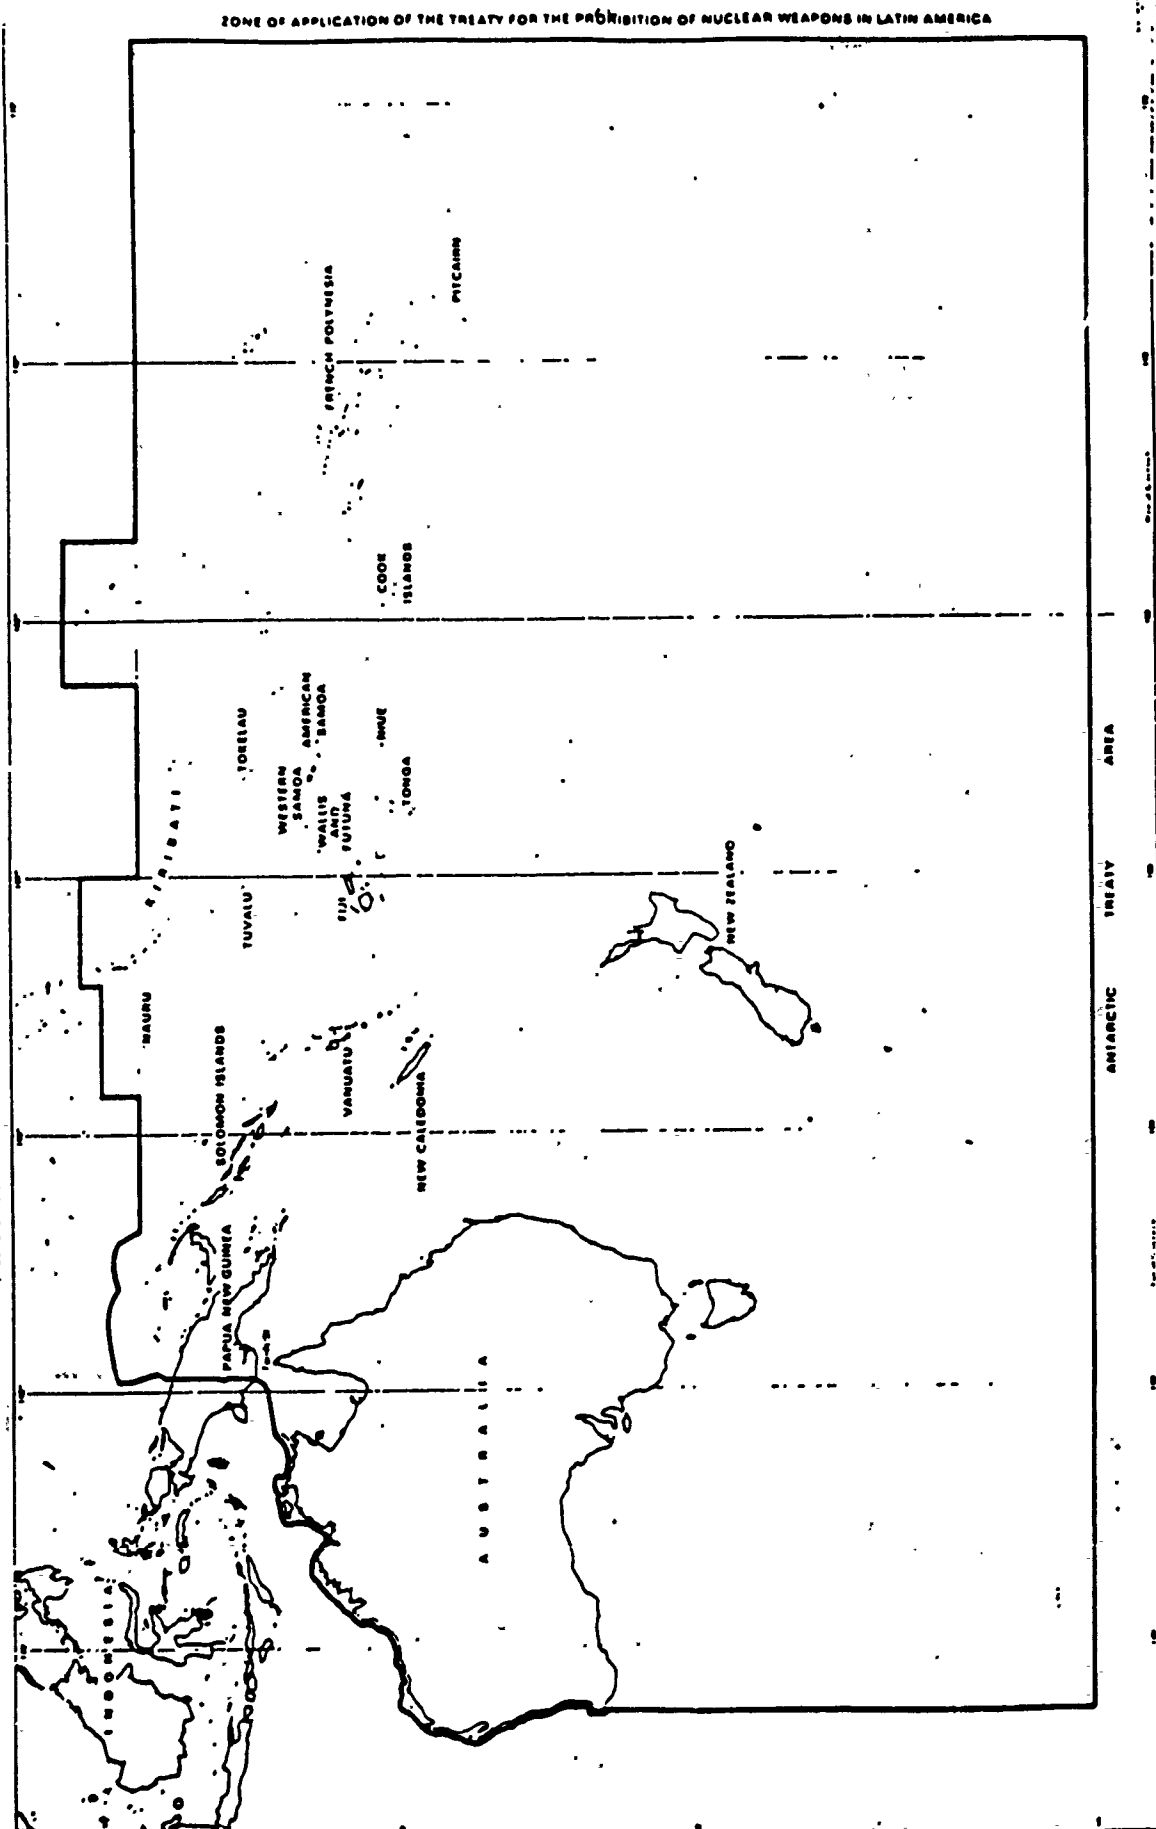 ZONE OF APPLICATION OF THE TREATY FOR THE PROHIBITION OF NUCLEAR WEAPONS IN LATIN AMERICA
PITCAIRN
FRENCH POLYNESIA
COOK
ISLANDS
AMERICAN
SAMOA
NIUE
TOKELAU
WESTERN
SAMOA
TONGA
WALLIS
AND
FUTUNA
KIRIBATI
TUVALU
FIJI
NEW ZEALAND
NAURU
SOLOMON ISLANDS
VANUATU
NEW CALEDONIA
PAPUA NEW GUINEA
AUSTRALIA
INDONESIA
ANTARCTIC TREATY AREA